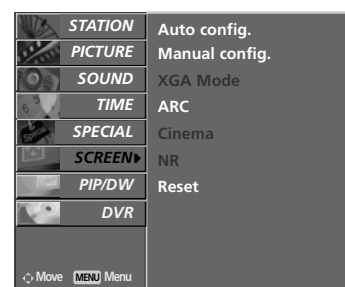 STATION
PICTURE
SOUND
TIME
SPECIAL
SCREEN
PIP/DW
DVR
Move MENU Menu
Auto config.
Manual config.
XGA Mode
ARC
Cinema
NR
Reset